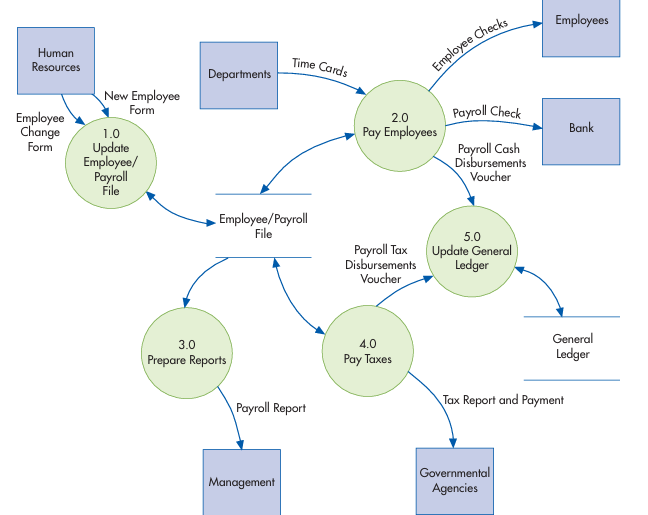 Human
Resources
Employee
Change
Form
New Employee
Form
1.0
Update
Employee/
Payroll
File
Departments
Time Cards
2.0
Pay Employees
Employee Checks
Employees
Payroll Check
Bank
Payroll Cash
Disbursements
Voucher
Employee/Payroll
File
Payroll Tax
Disbursements
Voucher
5.0
Update General
Ledger
General
Ledger
3.0
Prepare Reports
4.0
Pay Taxes
Payroll Report
Tax Report and Payment
Management
Governmental
Agencies